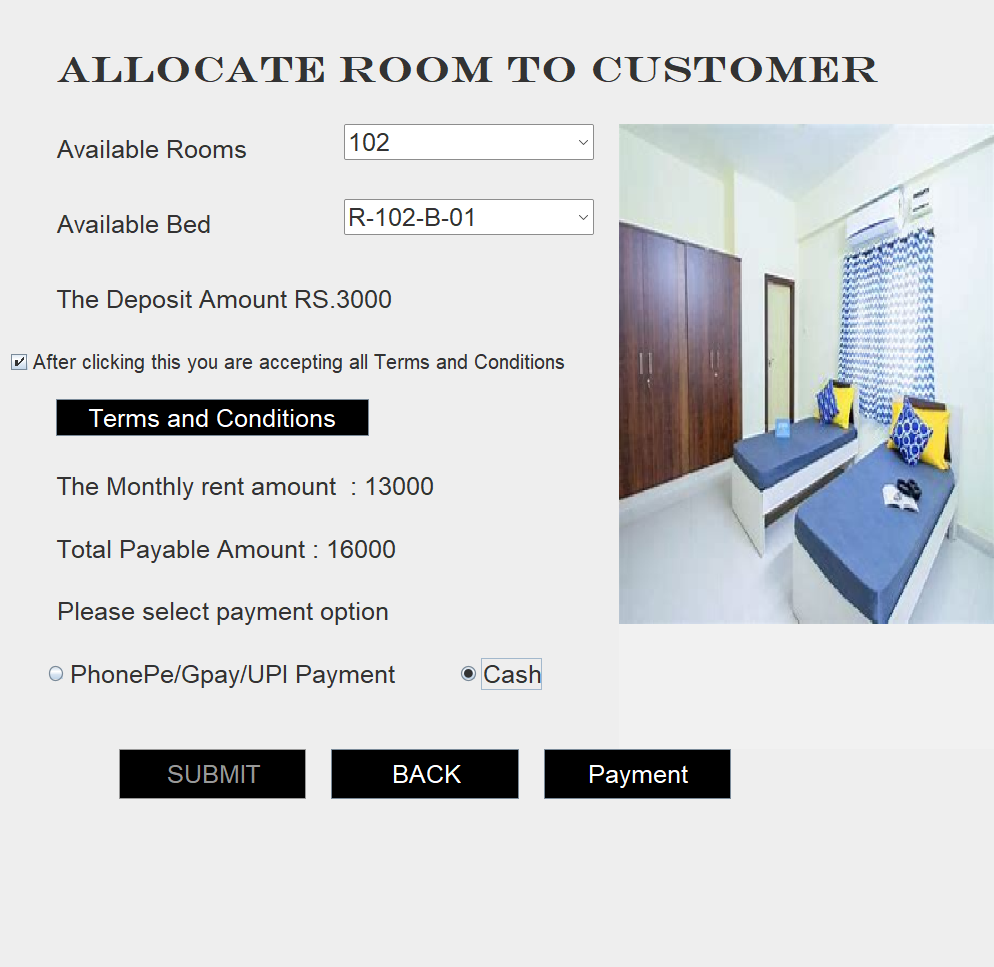 ALLOCATE ROOM TO CUSTOMER
Available Rooms 102
Available Bed R-102-B-01
The Deposit Amount RS.3000
After clicking this you are accepting all Terms and Conditions
Terms and Conditions
The Monthly rent amount : 13000
Total Payable Amount : 16000
Please select payment option
PhonePe/Gpay/UPI Payment Cash
SUBMIT BACK Payment